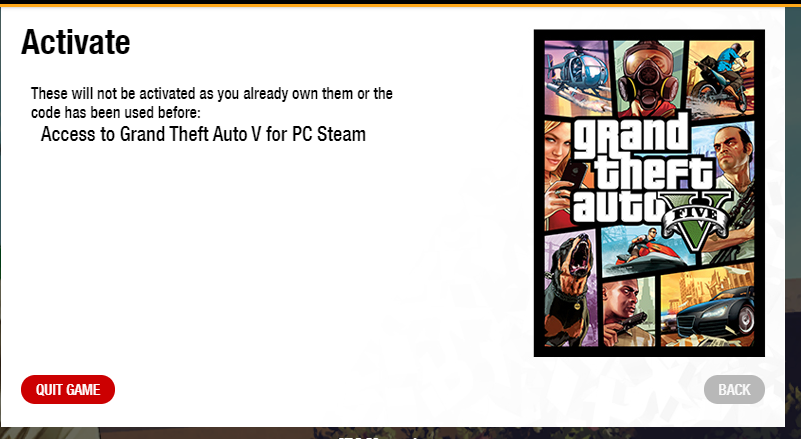 Activate
These will not be activated as you already own them or the
code has been used before:
Access to Grand Theft Auto V for PC Steam
grand
theft
auto
V
FIVE
QUIT GAME
BACK